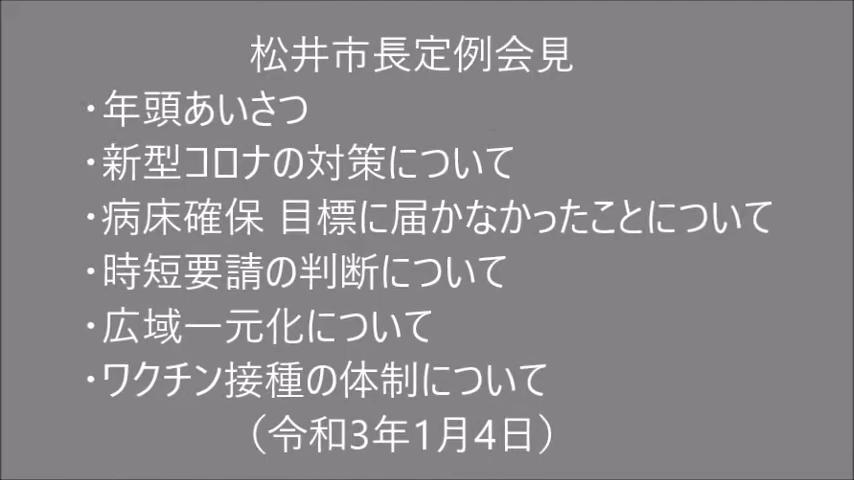 松井市長定例会見
・年頭あいさつ
・新型コロナの対策について
・病床確保 目標に届かなかったことについて
・時短要請の判断について
・広域一元化について
・ワクチン接種の体制について
（令和3年1月4日）